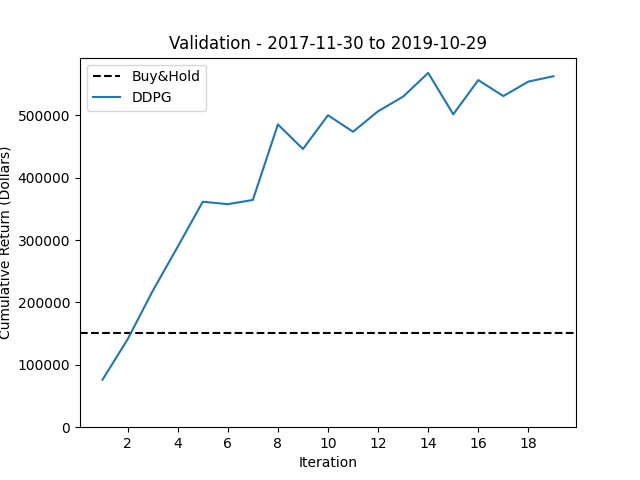 Validation - 2017-11-30 to 2019-10-29
Buy&Hold
DDPG
Cumulative Return (Dollars)
500000
400000
300000
200000
100000
0
2 4 6 8 10 12 14 16 18
Iteration